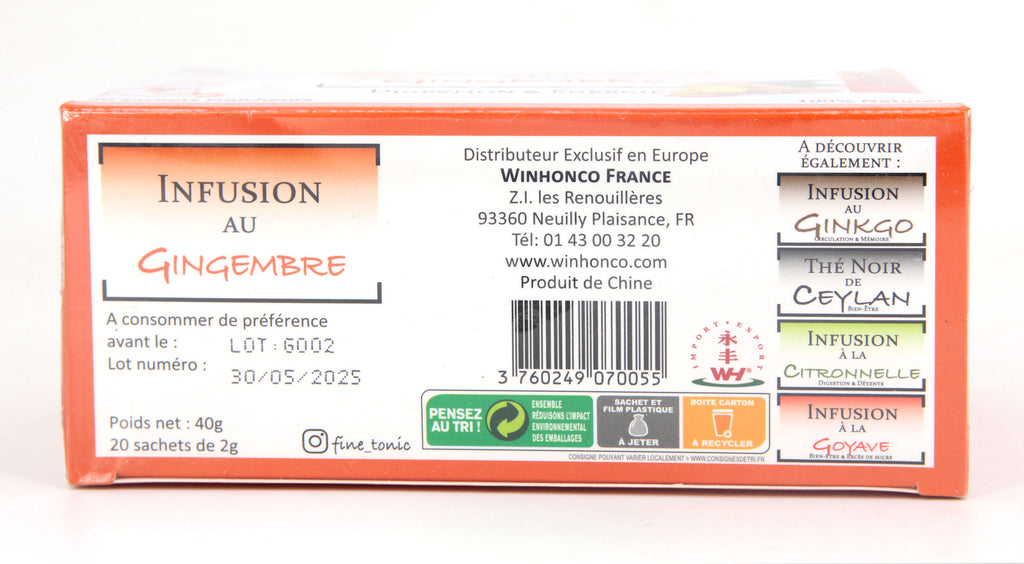 DIGESTION & ÉNERGIE
100% Naturel
INFUSION
AU
GINGEMBRE
A consommer de préférence
avant le :
LOT : 6002
Lot numéro :
30/05/2025
Poids net : 40g
20 sachets de 2g
fine_tonic
Distributeur Exclusif en Europe
WINHONCO FRANCE
Z.I. les Renouillères
93360 Neuilly Plaisance, FR
Tél: 01 43 00 32 20
www.winhonco.com
Produit de Chine
3 760249 070055
IMPORT • EXPORT
永
丰
WH®
PENSEZ
AU TRI !
ENSEMBLE
RÉDUISONS L'IMPACT
ENVIRONNEMENTAL
DES EMBALLAGES
SACHET ET
FILM PLASTIQUE
À JETER
BOITE CARTON
À RECYCLER
CONSIGNE POUVANT VARIER LOCALEMENT > WWW.CONSIGNESDETRI.FR
A DÉCOUVRIR
ÉGALEMENT :
INFUSION
AU
GINKGO
CIRCULATION & MÉMOIRE
THÉ NOIR
DE
CEYLAN
BIEN-ÊTRE
INFUSION
À LA
CITRONNELLE
DIGESTION & DÉTENTE
INFUSION
À LA
GOYAVE
BIEN-ÊTRE & EXCÈS DE SUCRE